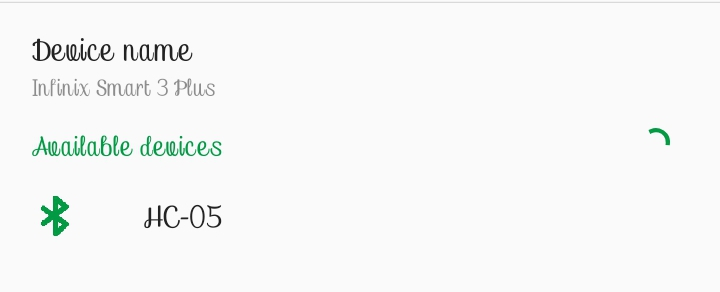 Device name
Infinix Smart 3 Plus
Available devices
HC-05